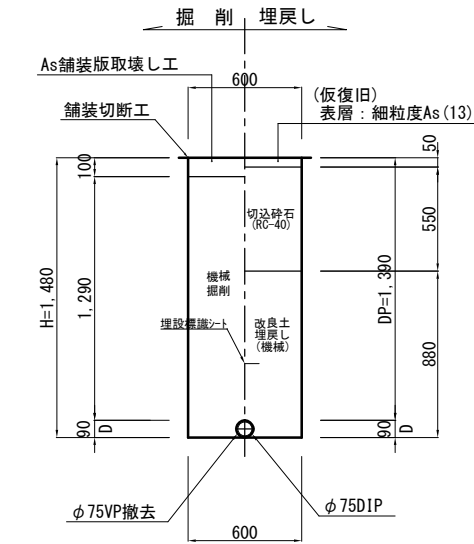 掘 削 埋戻し
As舗装版取壊し工
600
舗装切断工
(仮復旧)
表層：細粒度As(13)
50
100
550
切込砕石
(RC-40)
H=1,480
1,290
機械
掘削
DP=1,390
埋設標識シート
改良土
埋戻し
(機械)
880
90
D
90
D
φ75VP撤去
φ75DIP
600